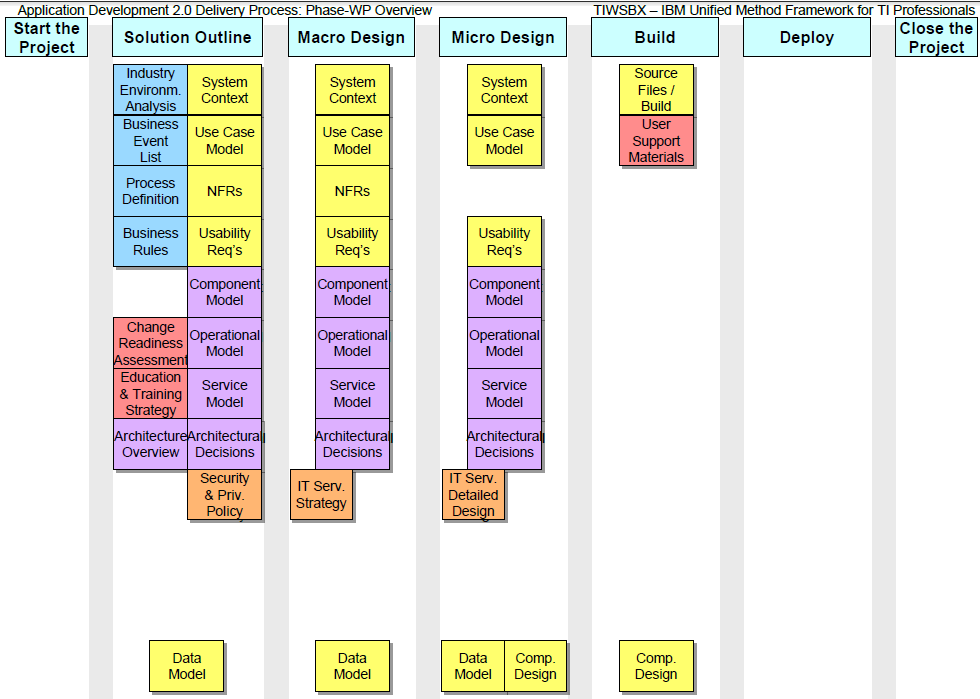 Application Development 2.0 Delivery Process: Phase-WP Overview
TIWSBX – IBM Unified Method Framework for TI Professionals
Start the
Project
Solution Outline
Macro Design
Micro Design
Build
Deploy
Close the
Project
Industry
Environm.
Analysis
System
Context
System
Context
System
Context
Source
Files /
Build
Business
Event
List
Use Case
Model
Use Case
Model
Use Case
Model
User
Support
Materials
Process
Definition
NFRs
NFRs
Business
Rules
Usability
Req's
Usability
Req's
Usability
Req's
Component
Model
Component
Model
Component
Model
Change
Readiness
Assessment
Operational
Model
Operational
Model
Operational
Model
Education
& Training
Strategy
Service
Model
Service
Model
Service
Model
Architecture
Overview
Architectural
Decisions
Architectural
Decisions
Architectural
Decisions
Security
& Priv.
Policy
IT Serv.
Strategy
IT Serv.
Detailed
Design
Data
Model
Data
Model
Data
Model
Comp.
Design
Comp.
Design